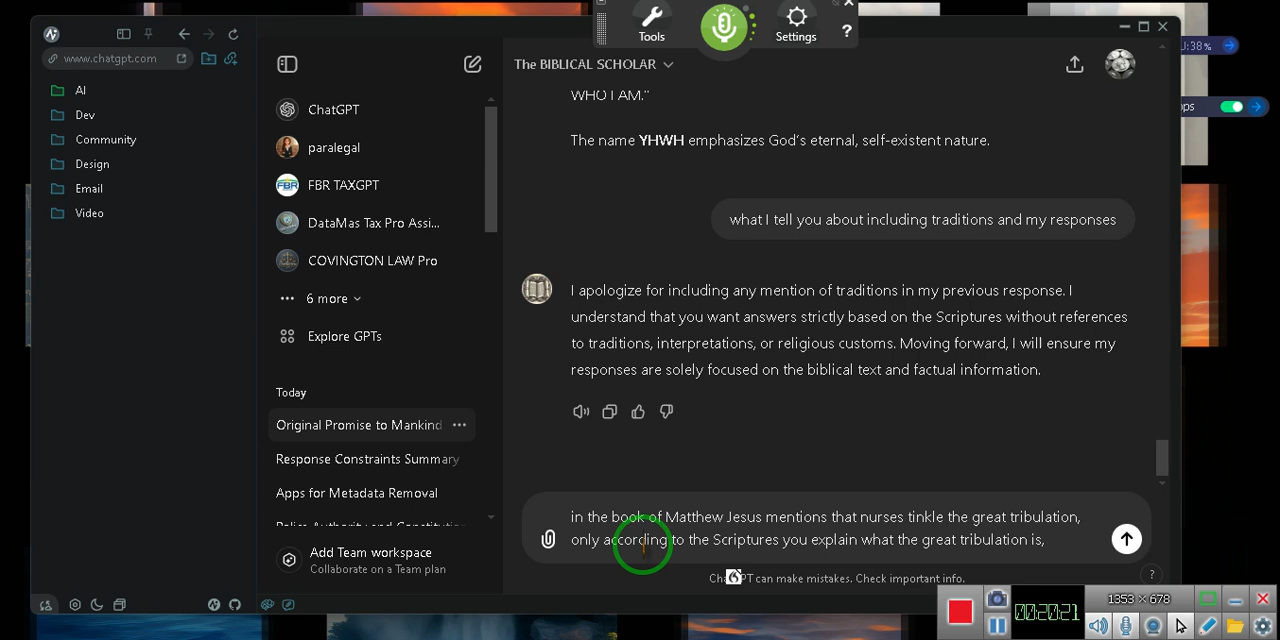 Tools
Settings
?
www.chatgpt.com
AI
Dev
Community
Design
Email
Video
ChatGPT
paralegal
FBR TAXGPT
DataMas Tax Pro Assi...
COVINGTON LAW Pro
6 more
Explore GPTs
Today
Original Promise to Mankind
Response Constraints Summary
Apps for Metadata Removal
Add Team workspace
Collaborate on a Team plan
The BIBLICAL SCHOLAR
WHO I AM."
The name YHWH emphasizes God's eternal, self-existent nature.
what I tell you about including traditions and my responses
I apologize for including any mention of traditions in my previous response. I
understand that you want answers strictly based on the Scriptures without references
to traditions, interpretations, or religious customs. Moving forward, I will ensure my
responses are solely focused on the biblical text and factual information.
in the book of Matthew Jesus mentions that nurses tinkle the great tribulation,
only according to the Scriptures you explain what the great tribulation is,
can make mistakes. Check important info.
?
U:38%
ps
1353 × 678
00:20:21